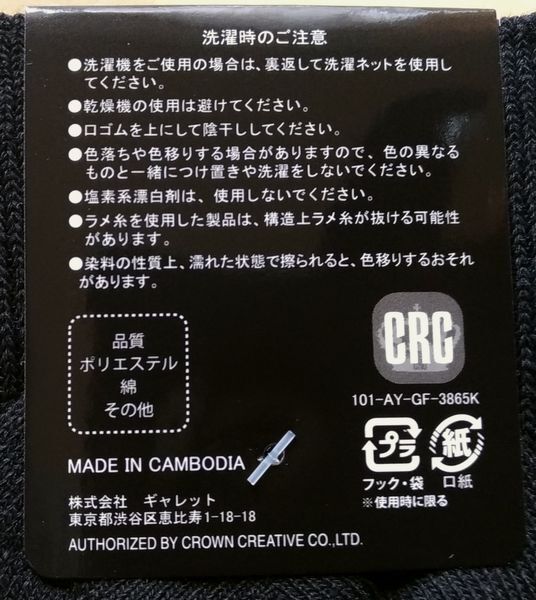 洗濯時のご注意
●洗濯機をご使用の場合は、裏返して洗濯ネットを使用し
てください。
●乾燥機の使用は避けてください。
●口ゴムを上にして陰干ししてください。
●色落ちや色移りする場合がありますので、色の異なる
ものと一緒につけ置きや洗濯をしないでください。
●塩素系漂白剤は、使用しないでください。
●ラメ糸を使用した製品は、構造上ラメ糸が抜ける可能性
があります。
●染料の性質上、濡れた状態で擦られると、色移りするおそれ
があります。
品質
ポリエステル
綿
その他
CRC
101-AY-GF-3865K
プラ
紙
フック・袋
口紙
※使用時に限る
MADE IN CAMBODIA
株式会社 ギャレット
東京都渋谷区恵比寿1-18-18
AUTHORIZED BY CROWN CREATIVE CO.,LTD.